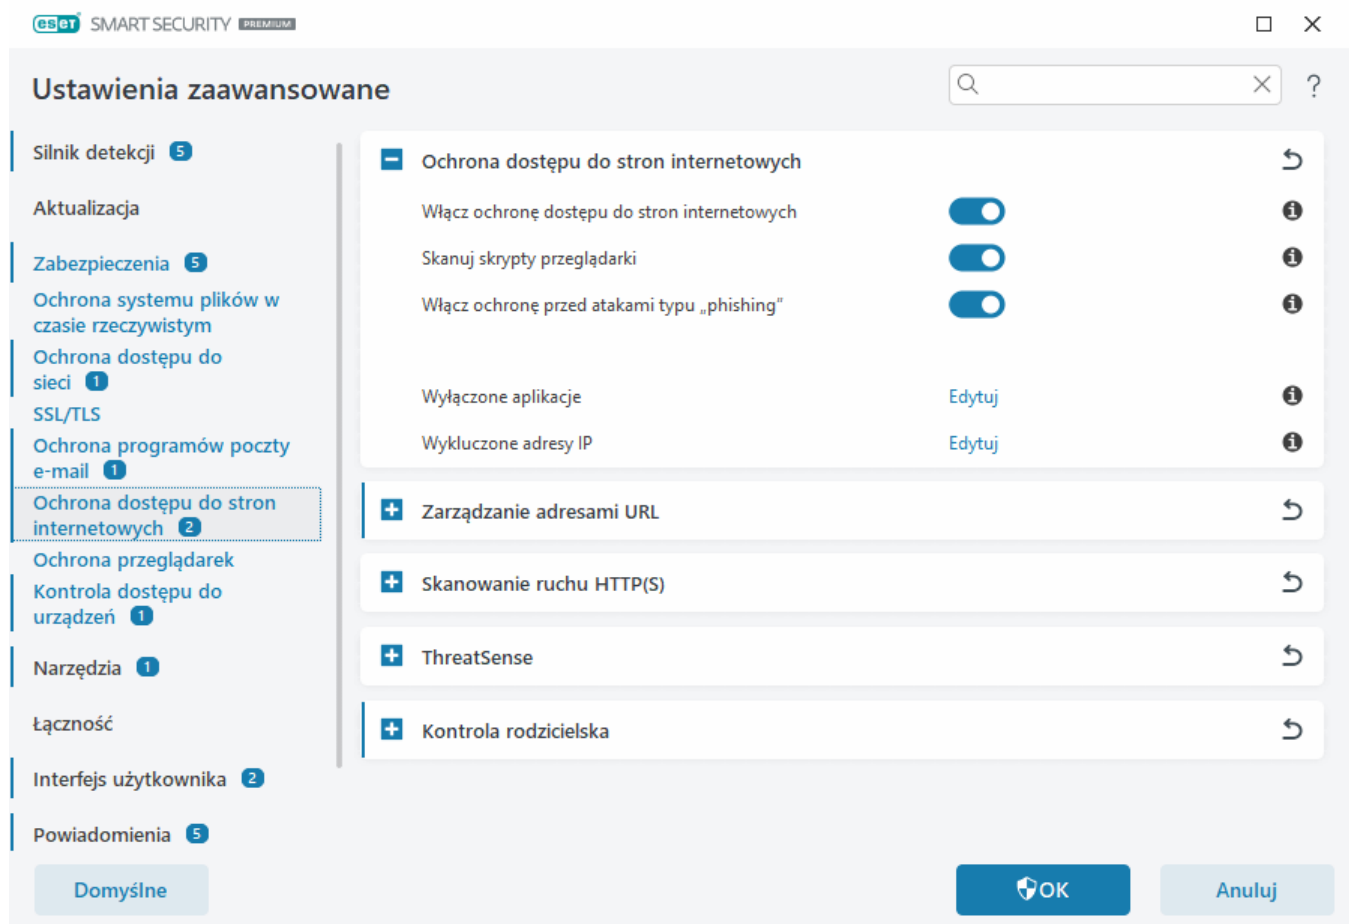 eset SMART SECURITY PREMIUM
Ustawienia zaawansowane
?
Silnik detekcji 5
Aktualizacja
Zabezpieczenia 5
Ochrona systemu plików w
czasie rzeczywistym
Ochrona dostępu do
sieci 1
SSL/TLS
Ochrona programów poczty
e-mail 1
Ochrona dostępu do stron
internetowych 2
Ochrona przeglądarek
Kontrola dostępu do
urządzeń 1
Narzędzia 1
Łączność
Interfejs użytkownika 2
Powiadomienia 5
Ochrona dostępu do stron internetowych
Włącz ochronę dostępu do stron internetowych
Skanuj skrypty przeglądarki
Włącz ochronę przed atakami typu „phishing”
Wyłączone aplikacje Edytuj
Wykluczone adresy IP Edytuj
Zarządzanie adresami URL
Skanowanie ruchu HTTP(S)
ThreatSense
Kontrola rodzicielska
Domyślne
OK
Anuluj